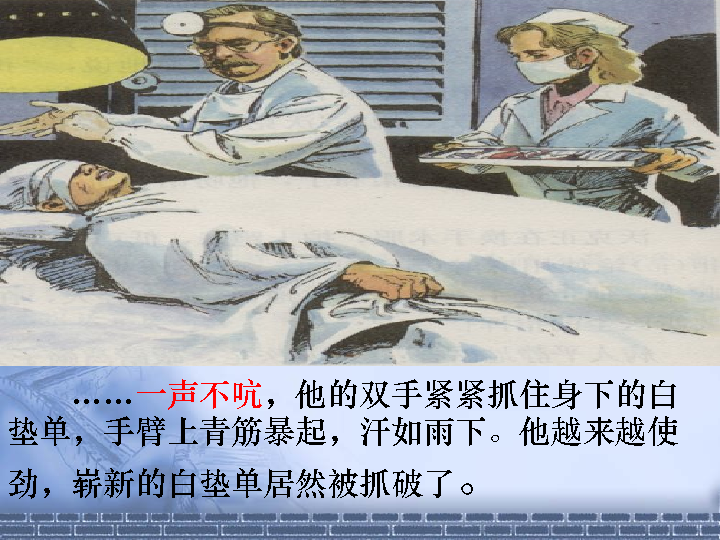 ……一声不吭，他的双手紧紧抓住身下的白
垫单，手臂上青筋暴起，汗如雨下。他越来越使
劲，崭新的白垫单居然被抓破了。